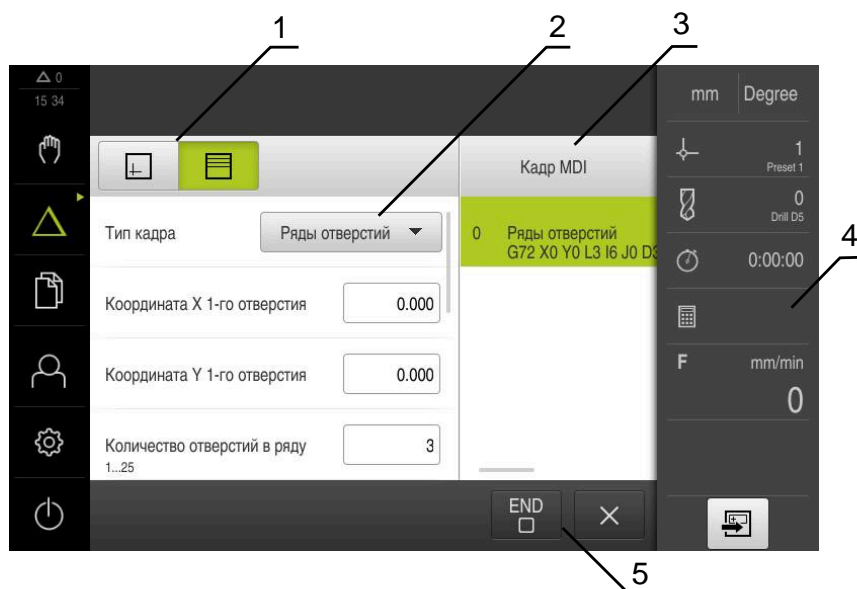 1
2
3
0
15 34
mm
Degree
Кадр MDI
1
Preset 1
Тип кадра
Ряды отверстий
0
Ряды отверстий
G72 X0 Y0 L3 I6 J0 D3
0
Drill D5
4
0:00:00
Координата X 1-го отверстия
0.000
Координата Y 1-го отверстия
0.000
F
mm/min
0
Количество отверстий в ряду
3
1...25
END
5